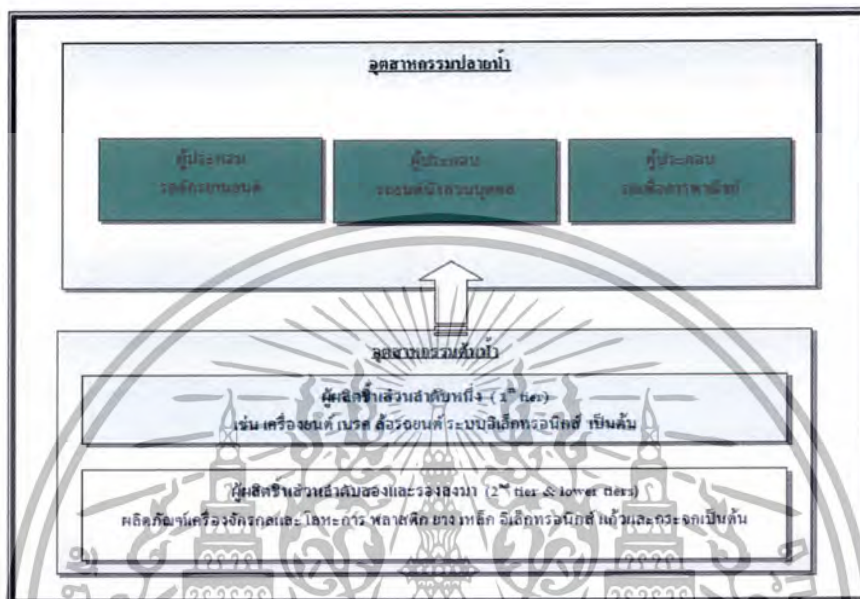 อุตสาหกรรมปลายน้ำ
ผู้ประกอบ ผู้ประกอบ ผู้ประกอบ
รถจักรยานยนต์ รถยนต์นั่งส่วนบุคคล รถเพื่อการพาณิชย์
อุตสาหกรรมต้นน้ำ
ผู้ผลิตชิ้นส่วนลำดับหนึ่ง ( 1st tier)
เช่น เครื่องยนต์ เบรค ล้อรถยนต์ ระบบอิเล็กทรอนิกส์ เป็นต้น
ผู้ผลิตชิ้นส่วนลำดับสองและรองลงมา (2nd tier & lower tiers)
ผลิตภัณฑ์เครื่องจักรกลและ โลหะการ พลาสติก ยาง เหล็ก อิเล็กทรอนิกส์ แก้วและกระจกเป็นต้น